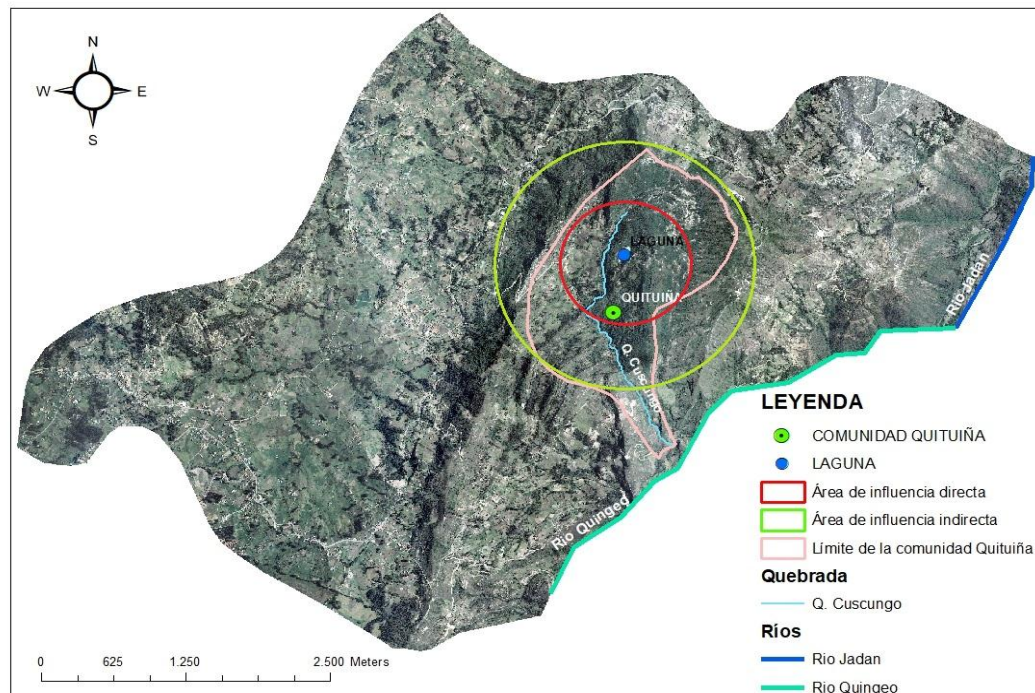 N
W E
S
LAGUNA
QUITUIÑA
Q. Cuscungo
Rio Jadan
Rio Quingeo
LEYENDA
COMUNIDAD QUITUIÑA
LAGUNA
Área de influencia directa
Área de influencia indirecta
Límite de la comunidad Quituiña
Quebrada
Q. Cuscungo
Ríos
Rio Jadan
Rio Quingeo
0 625 1.250 2.500 Meters